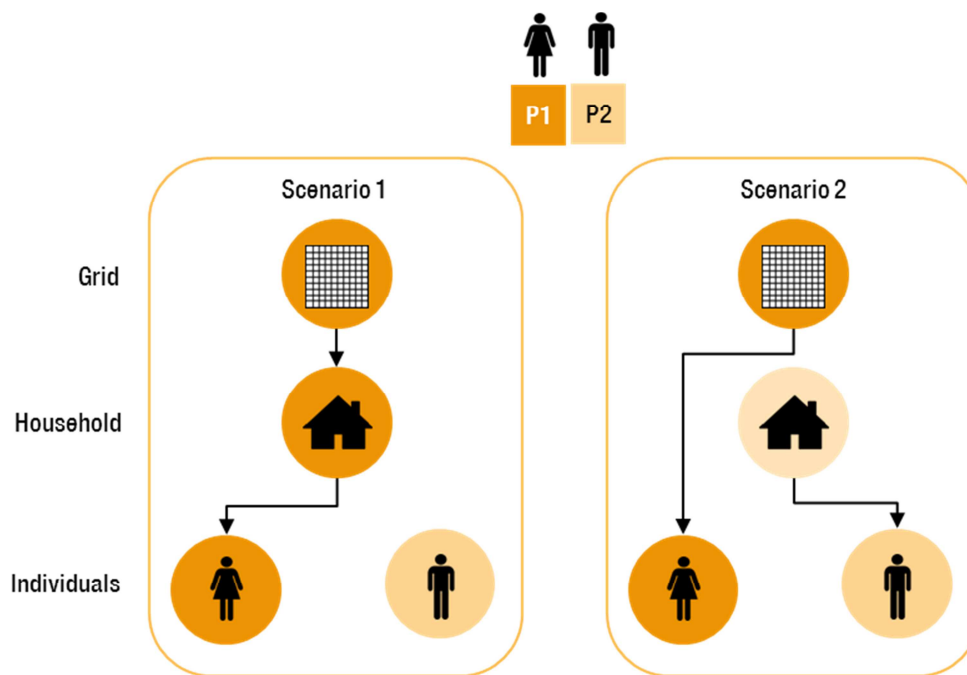 P1 P2
Scenario 1
Scenario 2
Grid
Household
Individuals